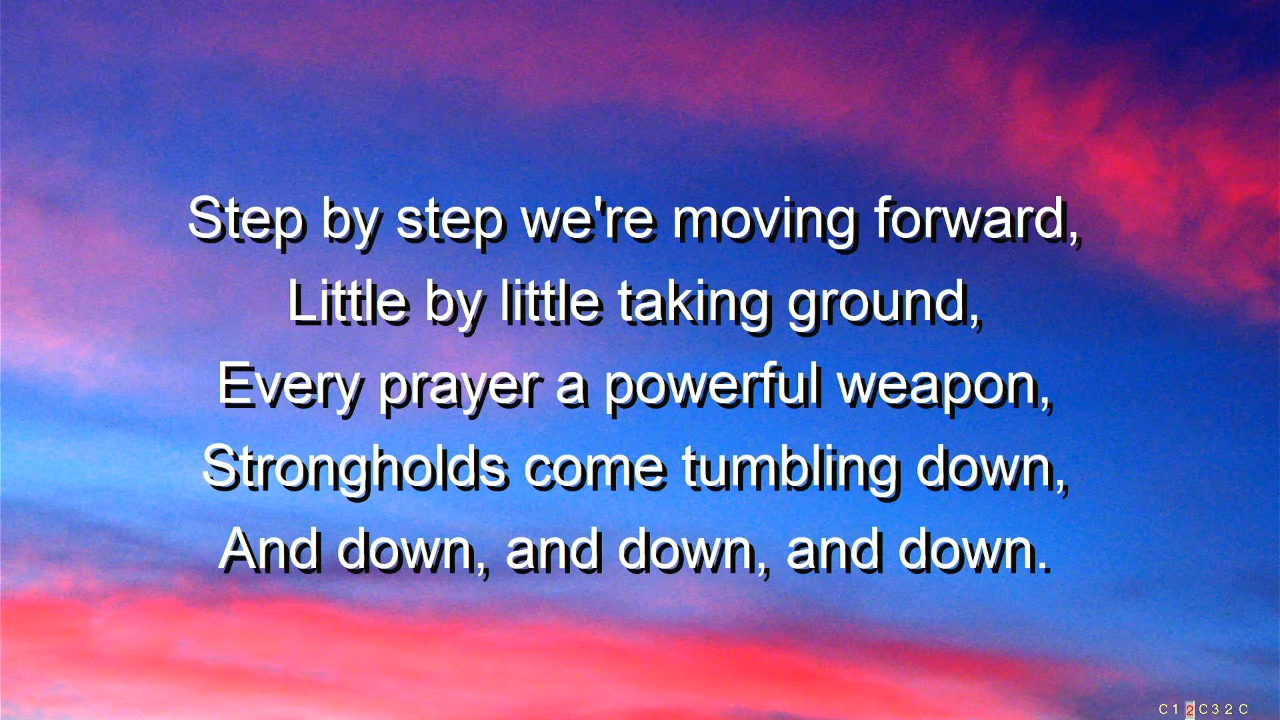 Step by step we're moving forward,
Little by little taking ground,
Every prayer a powerful weapon,
Strongholds come tumbling down,
And down, and down, and down.
C 1 2 C 3 2 C